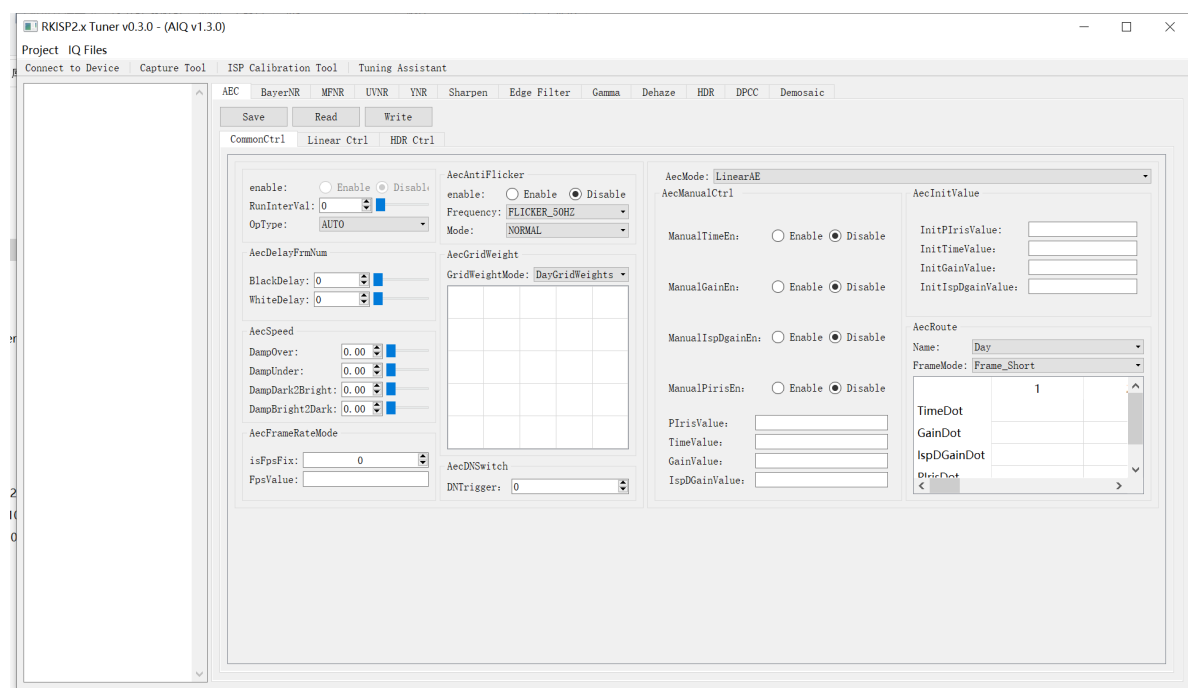 RKISP2.x Tuner v0.3.0 - (AIQ v1.3.0)
Project IQ Files
Connect to Device Capture Tool ISP Calibration Tool Tuning Assistant
AEC BayerNR MFNR UVNR YNR Sharpen Edge Filter Gamma Dehaze HDR DPCC Demosaic
Save Read Write
CommonCtrl Linear Ctrl HDR Ctrl
enable: Enable Disable
RunInterVal: 0
OpType: AUTO
AecDelayFrmNum
BlackDelay: 0
WhiteDelay: 0
AecSpeed
DampOver: 0.00
DampUnder: 0.00
DampDark2Bright: 0.00
DampBright2Dark: 0.00
AecFrameRateMode
isFpsFix: 0
FpsValue:
AecAntiFlicker
enable: Enable Disable
Frequency: FLICKER_50HZ
Mode: NORMAL
AecGridWeight
GridWeightMode: DayGridWeights
AecDNSwitch
DNTrigger: 0
AecMode: LinearAE
AecManualCtrl
ManualTimeEn: Enable Disable
ManualGainEn: Enable Disable
ManualIspDgainEn: Enable Disable
ManualPirisEn: Enable Disable
PIrisValue:
TimeValue:
GainValue:
IspDGainValue:
AecInitValue
InitPIrisValue:
InitTimeValue:
InitGainValue:
InitIspDgainValue:
AecRoute
Name: Day
FrameMode: Frame_Short
1
TimeDot
GainDot
IspDGainDot
PIrisDot